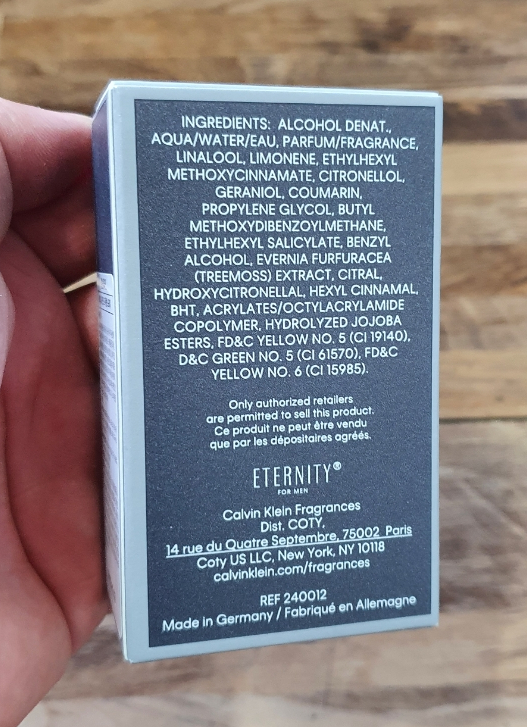 INGREDIENTS: ALCOHOL DENAT.,
AQUA/WATER/EAU, PARFUM/FRAGRANCE,
LINALOOL, LIMONENE, ETHYLHEXYL
METHOXYCINNAMATE, CITRONELLOL,
GERANIOL, COUMARIN,
PROPYLENE GLYCOL, BUTYL
METHOXYDIBENZOYLMETHANE,
ETHYLHEXYL SALICYLATE, BENZYL
ALCOHOL, EVERNIA FURFURACEA
(TREEMOSS) EXTRACT, CITRAL,
HYDROXYCITRONELLAL, HEXYL CINNAMAL,
BHT, ACRYLATES/OCTYLACRYLAMIDE
COPOLYMER, HYDROLYZED JOJOBA
ESTERS, FD&C YELLOW NO. 5 (CI 19140),
D&C GREEN NO. 5 (CI 61570), FD&C
YELLOW NO. 6 (CI 15985).
Only authorized retailers
are permitted to sell this product.
Ce produit ne peut être vendu
que par les dépositaires agréés.
ETERNITY®
FOR MEN
Calvin Klein Fragrances
Dist. COTY,
14 rue du Quatre Septembre, 75002 Paris
Coty US LLC, New York, NY 10118
calvinklein.com/fragrances
REF 240012
Made in Germany / Fabriqué en Allemagne